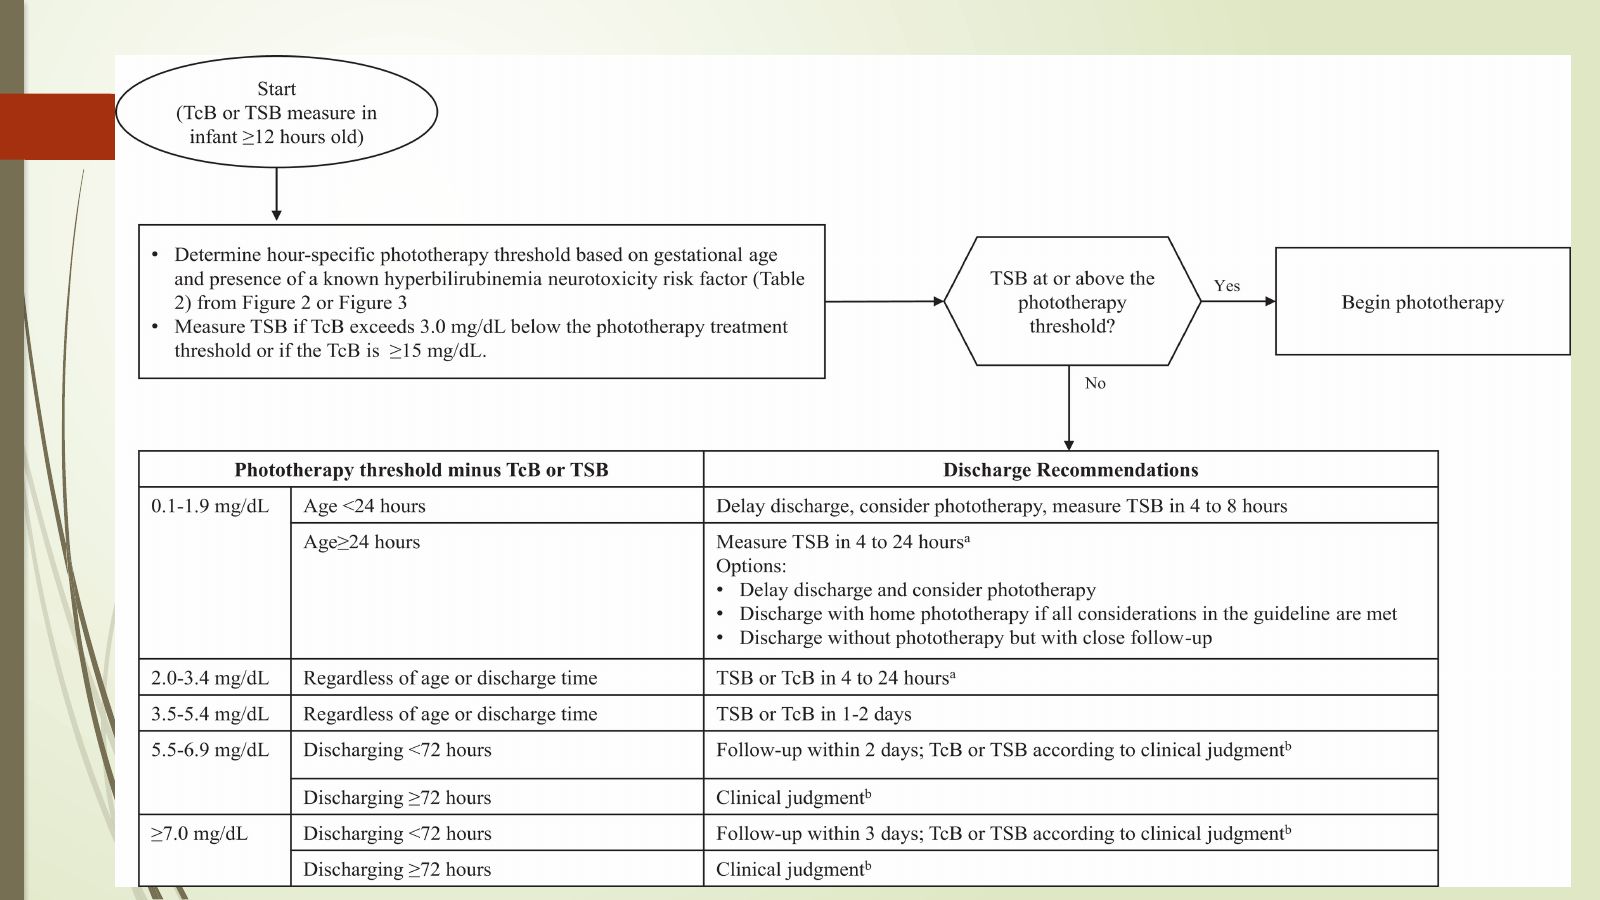 Start
(TcB or TSB measure in
infant ≥12 hours old)
• Determine hour-specific phototherapy threshold based on gestational age
and presence of a known hyperbilirubinemia neurotoxicity risk factor (Table
2) from Figure 2 or Figure 3
• Measure TSB if TcB exceeds 3.0 mg/dL below the phototherapy treatment
threshold or if the TcB is ≥15 mg/dL.
TSB at or above the
phototherapy
threshold?
Yes
Begin phototherapy
No
Phototherapy threshold minus TcB or TSB
Discharge Recommendations
0.1-1.9 mg/dL
Age <24 hours
Delay discharge, consider phototherapy, measure TSB in 4 to 8 hours
Age≥24 hours
Measure TSB in 4 to 24 hoursᵃ
Options:
• Delay discharge and consider phototherapy
• Discharge with home phototherapy if all considerations in the guideline are met
• Discharge without phototherapy but with close follow-up
2.0-3.4 mg/dL
Regardless of age or discharge time
TSB or TcB in 4 to 24 hoursᵃ
3.5-5.4 mg/dL
Regardless of age or discharge time
TSB or TcB in 1-2 days
5.5-6.9 mg/dL
Discharging <72 hours
Follow-up within 2 days; TcB or TSB according to clinical judgmentᵇ
Discharging ≥72 hours
Clinical judgmentᵇ
≥7.0 mg/dL
Discharging <72 hours
Follow-up within 3 days; TcB or TSB according to clinical judgmentᵇ
Discharging ≥72 hours
Clinical judgmentᵇ